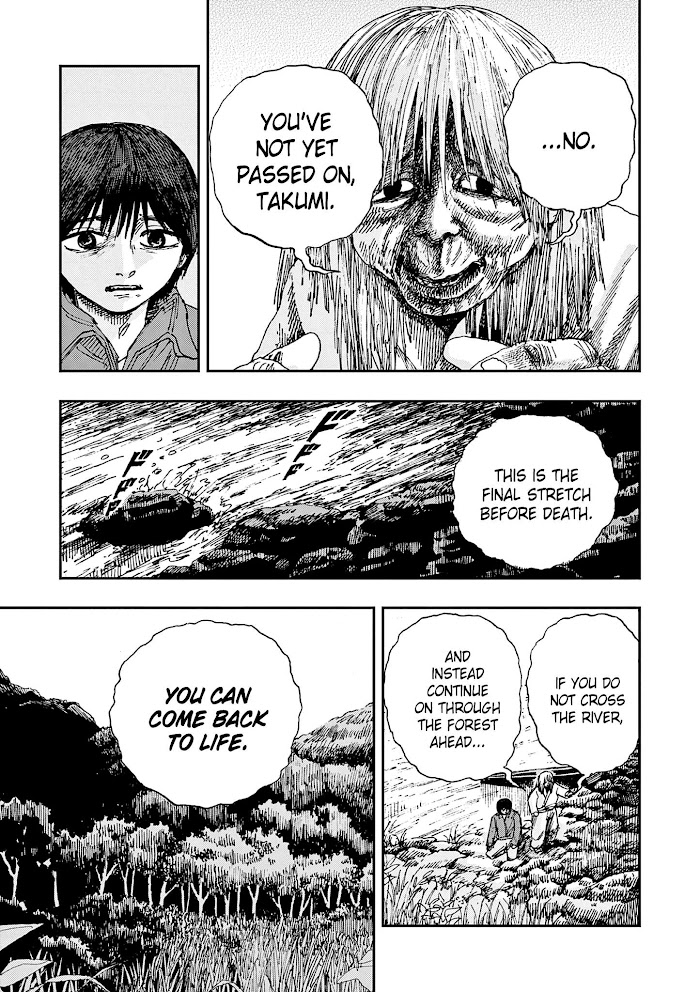 ...NO.
YOU'VE
NOT YET
PASSED ON,
TAKUMI.
THIS IS THE
FINAL STRETCH
BEFORE DEATH.
ド
ド
ド
ド
ド
ド
IF YOU DO
NOT CROSS
THE RIVER,
AND
INSTEAD
CONTINUE
ON THROUGH
THE FOREST
AHEAD...
YOU CAN
COME BACK
TO LIFE.